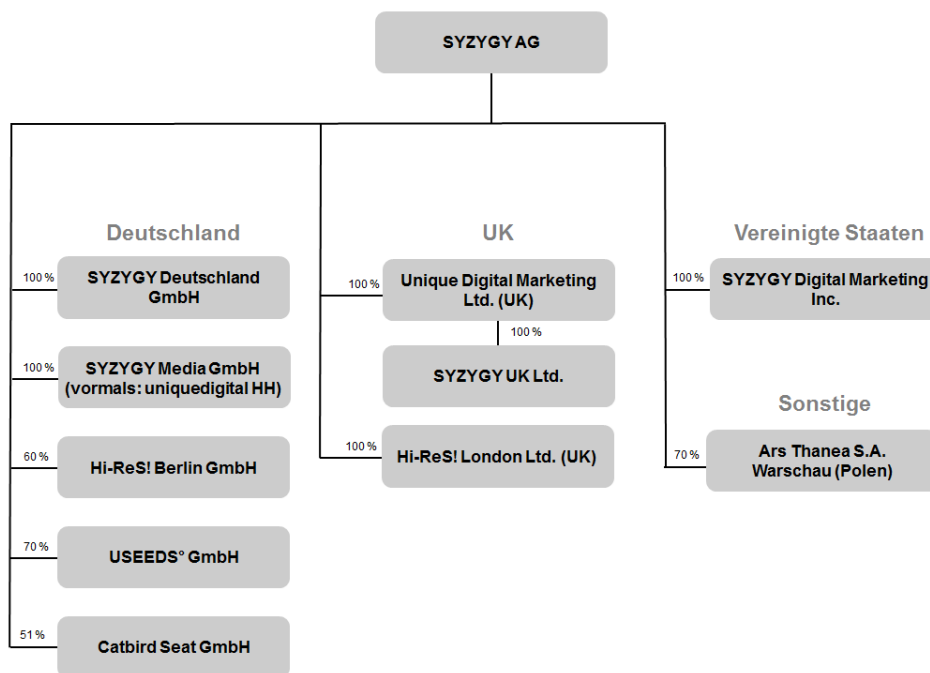 SYZYGY AG
Deutschland
100 %
SYZYGY Deutschland
GmbH
100 %
SYZYGY Media GmbH
(vormals: uniquedigital HH)
60 %
Hi-ReS! Berlin GmbH
70 %
USEEDS° GmbH
51 %
Catbird Seat GmbH
UK
100 %
Unique Digital Marketing
Ltd. (UK)
100 %
SYZYGY UK Ltd.
100 %
Hi-ReS! London Ltd. (UK)
Vereinigte Staaten
100 %
SYZYGY Digital Marketing
Inc.
Sonstige
70 %
Ars Thanea S.A.
Warschau (Polen)